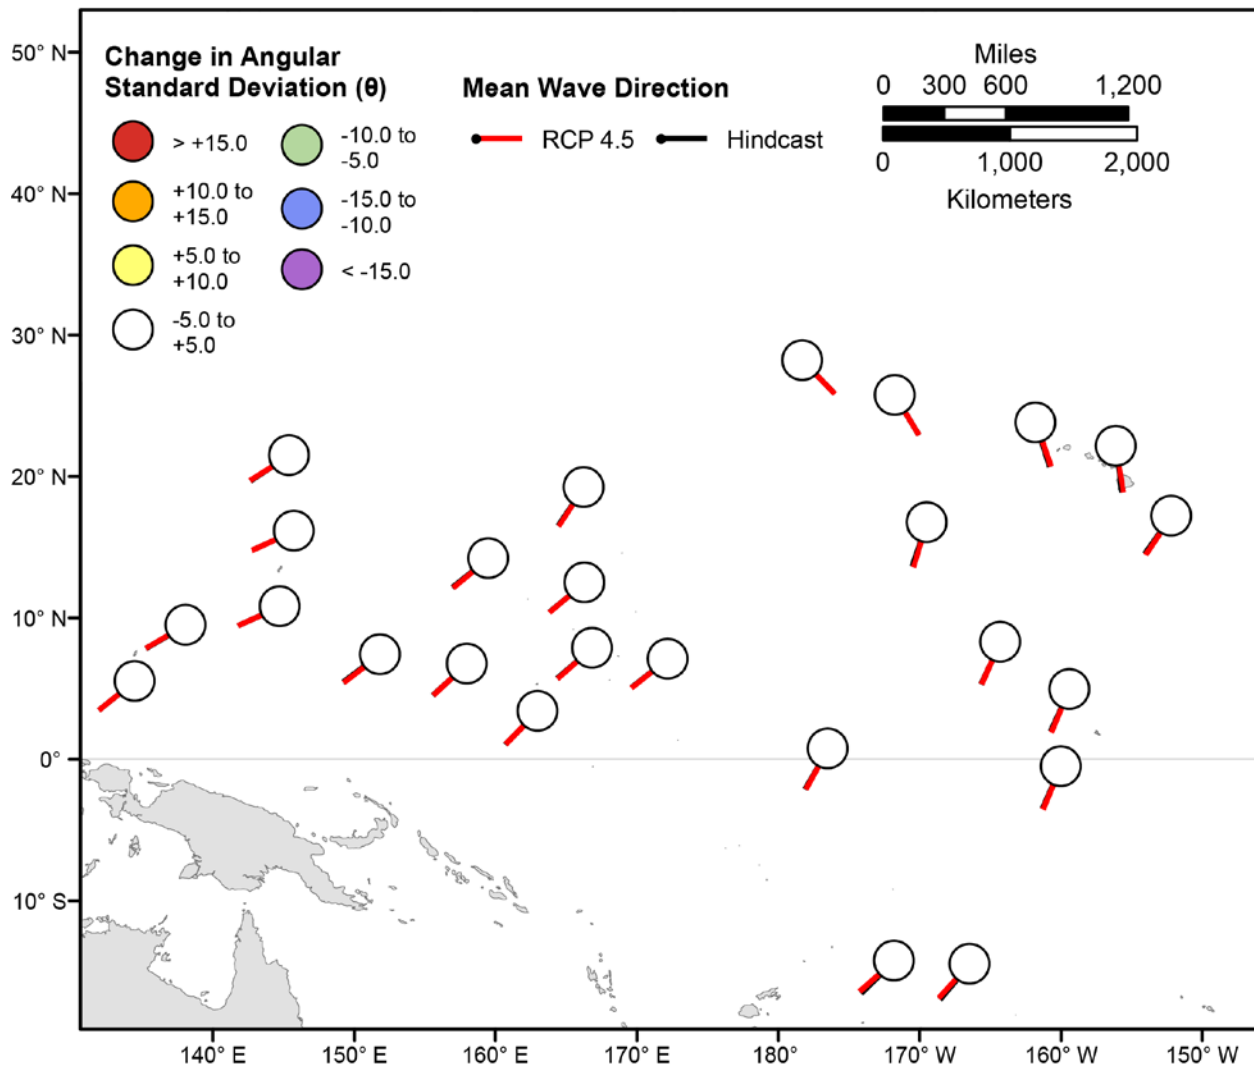 Change in Angular
Standard Deviation (θ)
> +15.0
+10.0 to
+15.0
+5.0 to
+10.0
-5.0 to
+5.0
-10.0 to
-5.0
-15.0 to
-10.0
< -15.0
Mean Wave Direction
RCP 4.5
Hindcast
Miles
0 300 600 1,200
0 1,000 2,000
Kilometers
50° N
40° N
30° N
20° N
10° N
0°
10° S
140° E 150° E 160° E 170° E 180° 170° W 160° W 150° W